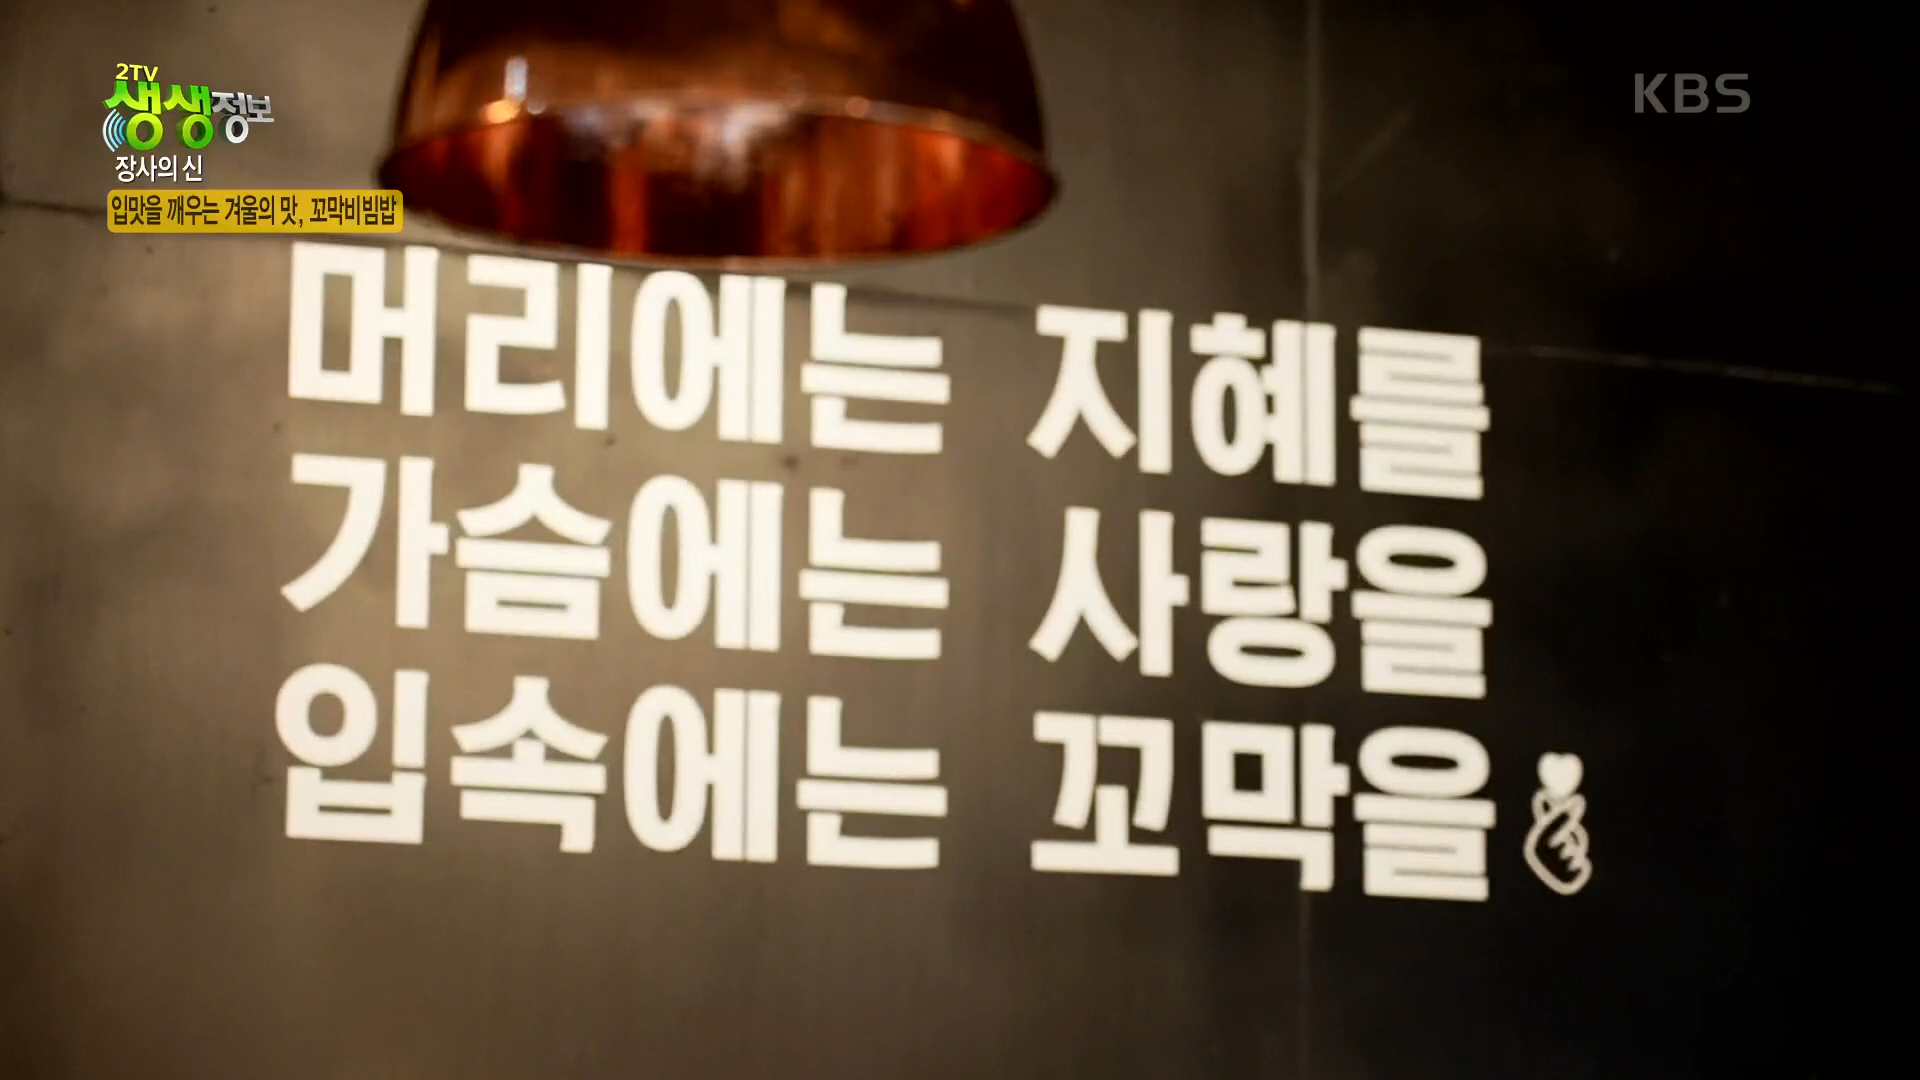 2TV
생생정보
KBS
장사의 신
입맛을 깨우는 겨울의 맛, 꼬막비빔밥
머리에는 지혜를
가슴에는 사랑을
입속에는 꼬막을